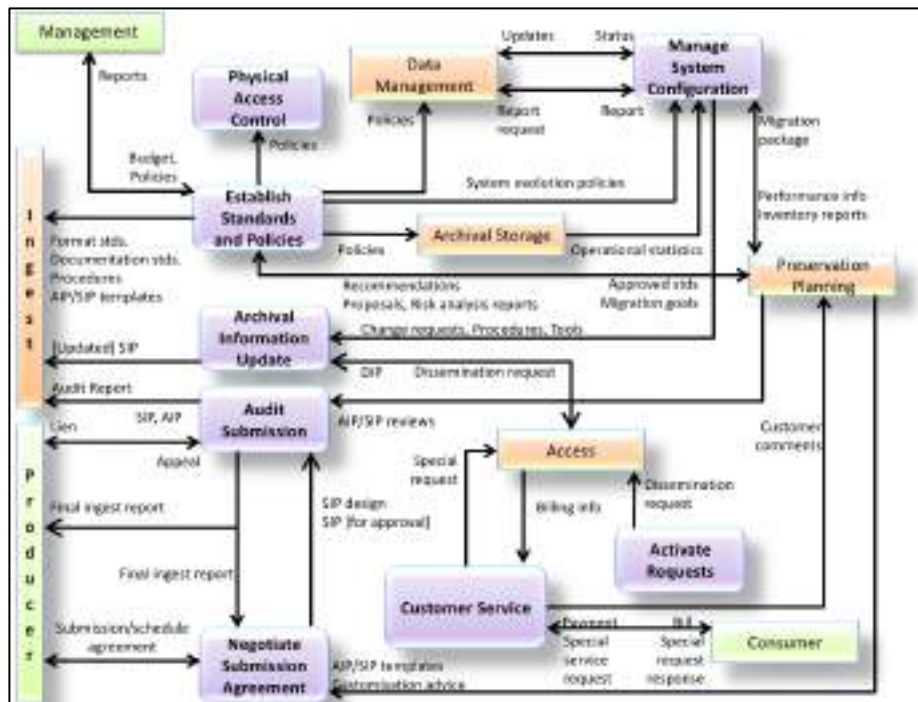 Management
Updates
Status
Manage
System
Configuration
Physical
Access
Control
Data
Management
Reports
Report
request
Report
Policies
Migration
package
Policies
Budget,
Policies
System evolution policies
Establish
Standards
and Policies
Performance info
Inventory reports
Ingest
Archival Storage
Format stds.
Documentation stds.
Procedures
AIP/SIP templates
Policies
Operational statistics
Preservation
Planning
Recommendations
Proposals, Risk analysis reports
Approved stds
Migration goals
Archival
Information
Update
Change requests, Procedures, Tools
[Updated] SIP
DIP
Dissemination request
Audit Report
SIP, AIP
Audit
Submission
AIP/SIP reviews
Customer
comments
Lien
Appeal
Access
Special
request
Producer
Dissemination
request
SIP design
SIP [for approval]
Billing info
Final ingest report
Activate
Requests
Final ingest report
Customer Service
Submission/schedule
agreement
Payment
Special
service
request
Bill
Special
request
response
Consumer
Negotiate
Submission
Agreement
AIP/SIP templates
Customisation advice